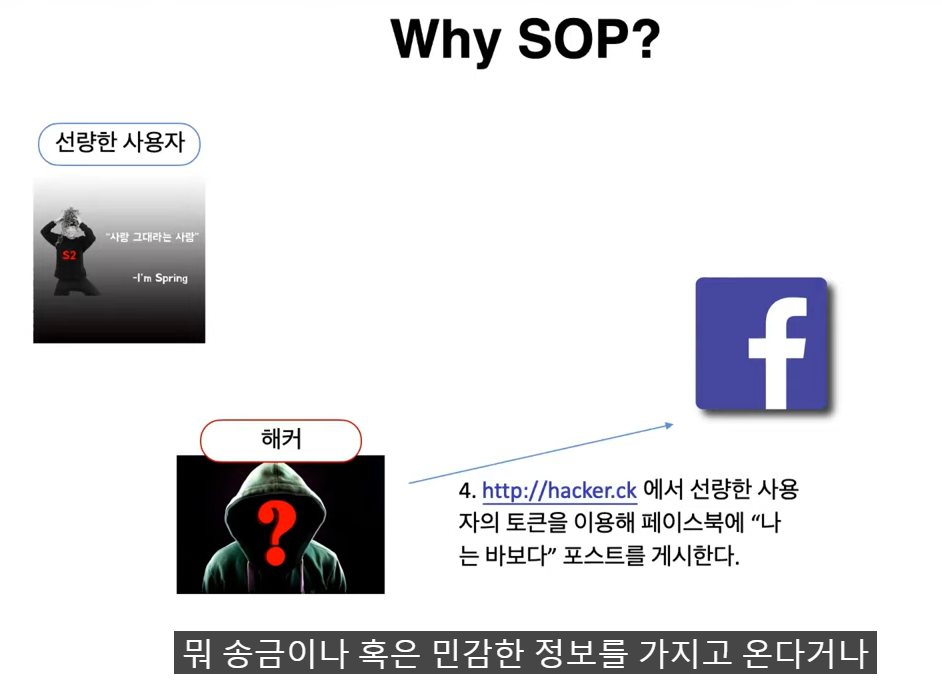 Why SOP?
선량한 사용자
S2
“사랑 그대라는 사람”
-I'm Spring
f
해커
?
4. http://hacker.ck 에서 선량한 사용
자의 토큰을 이용해 페이스북에 “나
는 바보다” 포스트를 게시한다.
뭐 송금이나 혹은 민감한 정보를 가지고 온다거나